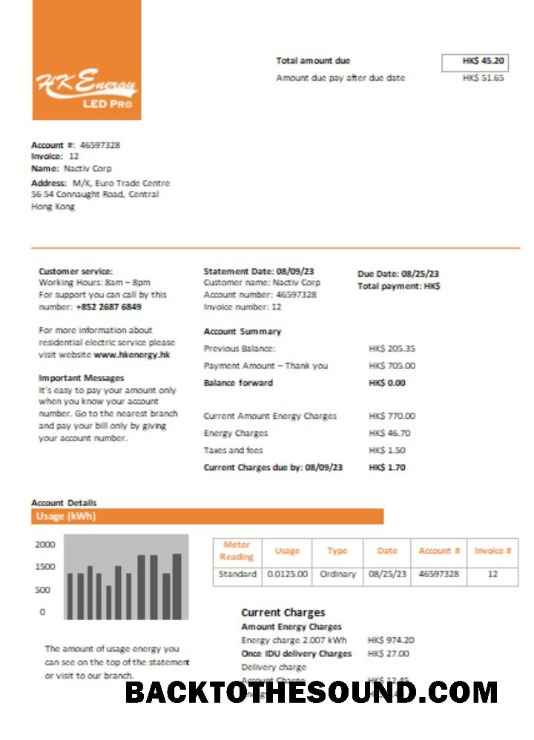 HK Energy
LED PRO
Total amount due HK$ 45.20
Amount due pay after due date HK$ 51.65
Account #: 46597328
Invoice: 12
Name: Nactiv Corp
Address: M/K, Euro Trade Centre
56-54 Connaught Road, Central
Hong Kong
Customer service:
Working Hours: 8am – 8pm
For support you can call by this
number: +852 2687 6849
For more information about
residential electric service please
visit website www.hkenergy.hk
Important Messages
It's easy to pay your amount only
when you know your account
number. Go to the nearest branch
and pay your bill only by giving
your account number.
Statement Date: 08/09/23
Customer name: Nactiv Corp
Account number: 46597328
Invoice number: 12
Due Date: 08/25/23
Total payment: HK$
Account Summary
Previous Balance: HK$ 205.35
Payment Amount – Thank you HK$ 705.00
Balance forward HK$ 0.00
Current Amount Energy Charges HK$ 770.00
Energy Charges HK$ 46.70
Taxes and fees HK$ 1.50
Current Charges due by: 08/09/23 HK$ 1.70
Account Details
Usage (kWh)
2000
1500
500
0
The amount of usage energy you
can see on the top of the statement
or visit to our branch.
Meter Reading Usage Type Date Account # Invoice #
Standard 0.0125.00 Ordinary 08/25/23 46597328 12
Current Charges
Amount Energy Charges
Energy charge 2.007 kWh HK$ 974.20
Once IDU delivery Charges HK$ 27.00
Delivery charge
Account Charge HK$ 12.45
BACKTOTHESOUND.COM